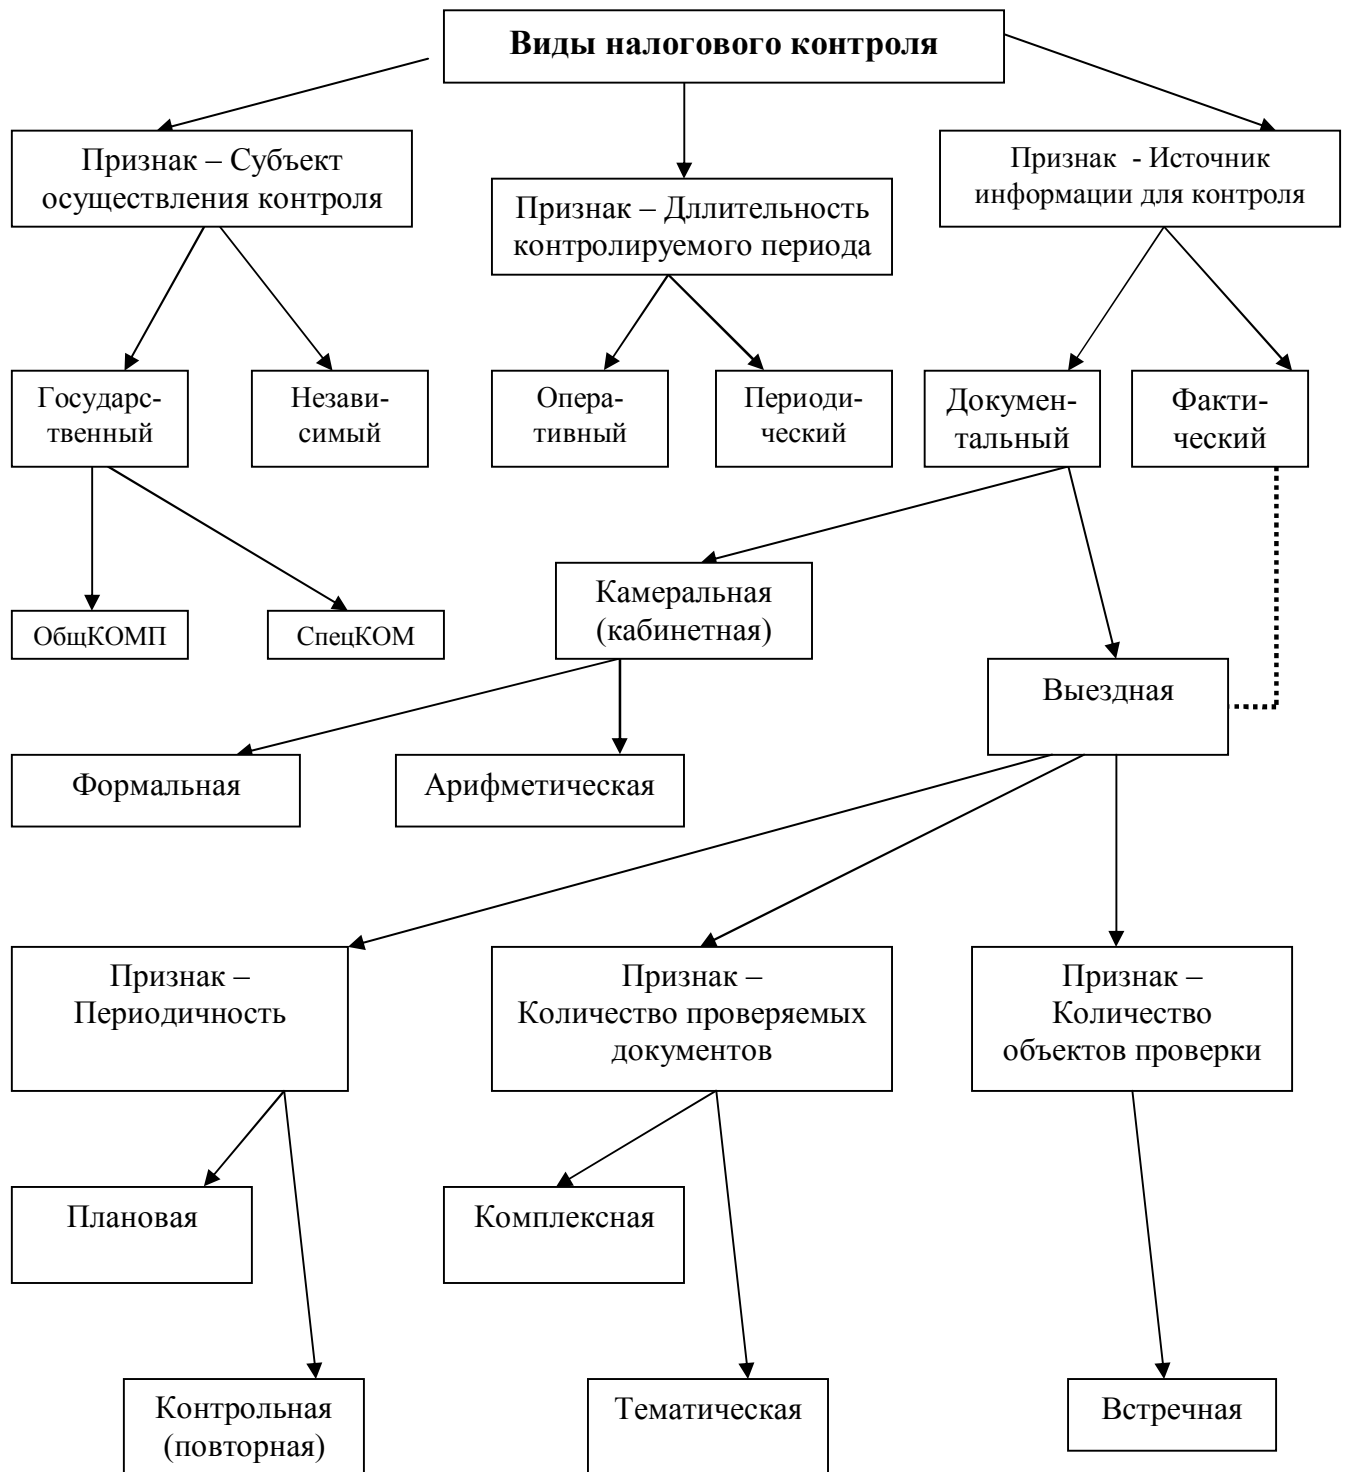 Виды налогового контроля
Признак – Субъект
осуществления контроля
Признак – Дллительность
контролируемого периода
Признак - Источник
информации для контроля
Государс-
твенный
Незави-
симый
Опера-
тивный
Периоди-
ческий
Докумен-
тальный
Факти-
ческий
ОбщКОМП
СпецКОМ
Камеральная
(кабинетная)
Выездная
Формальная
Арифметическая
Признак –
Периодичность
Признак –
Количество проверяемых
документов
Признак –
Количество
объектов проверки
Плановая
Комплексная
Контрольная
(повторная)
Тематическая
Встречная